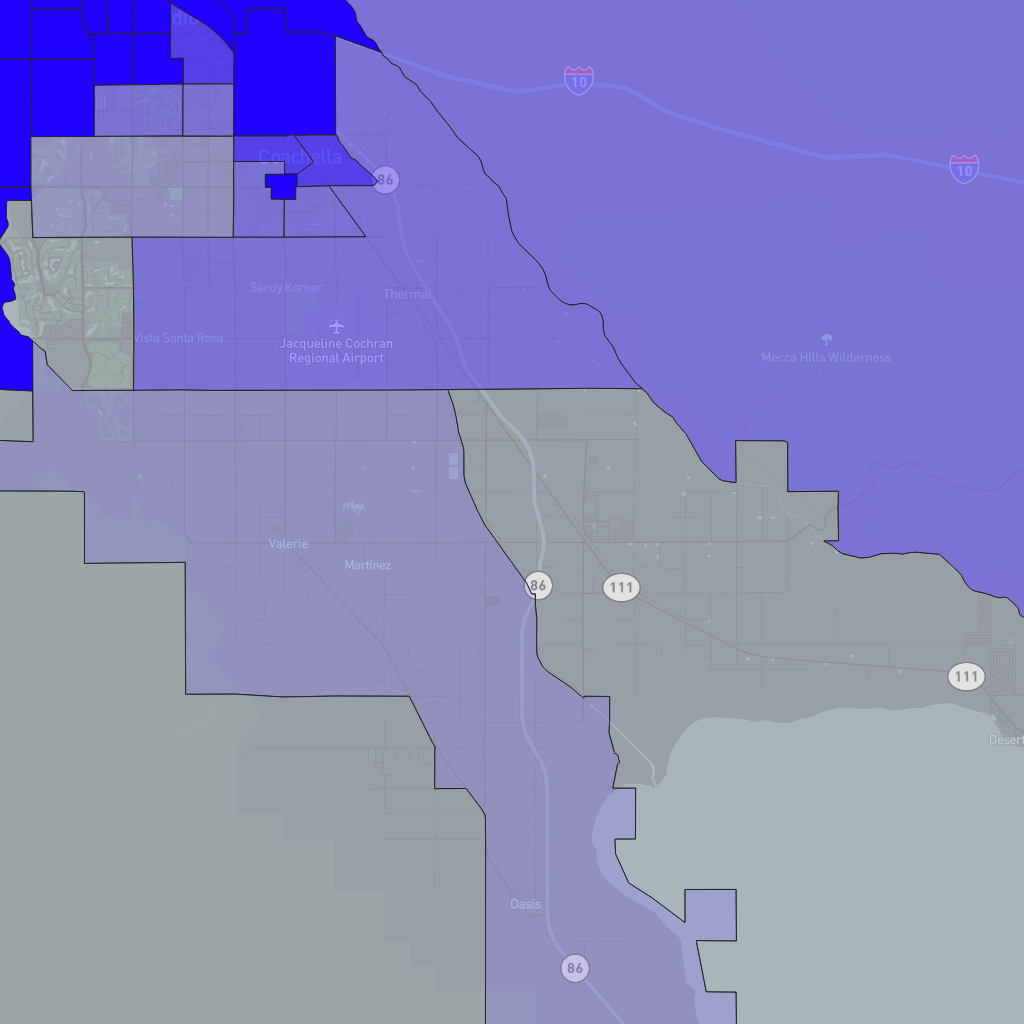 10
Coachella
86
10
Sandy Korner
Thermal
Vista Santa Rosa
Jacqueline Cochran
Regional Airport
Mecca Hills Wilderness
Valerie
Martinez
86
111
111
Desert
Oasis
86